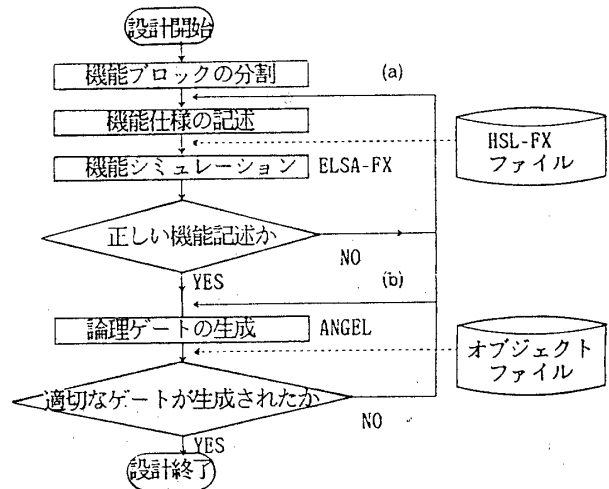 設計開始
機能ブロックの分割
(a)
機能仕様の記述
HSL-FX
ファイル
機能シミュレーション
ELSA-FX
正しい機能記述か
NO
YES
(b)
論理ゲートの生成
ANGEL
オブジェクト
ファイル
適切なゲートが生成されたか
NO
YES
設計終了